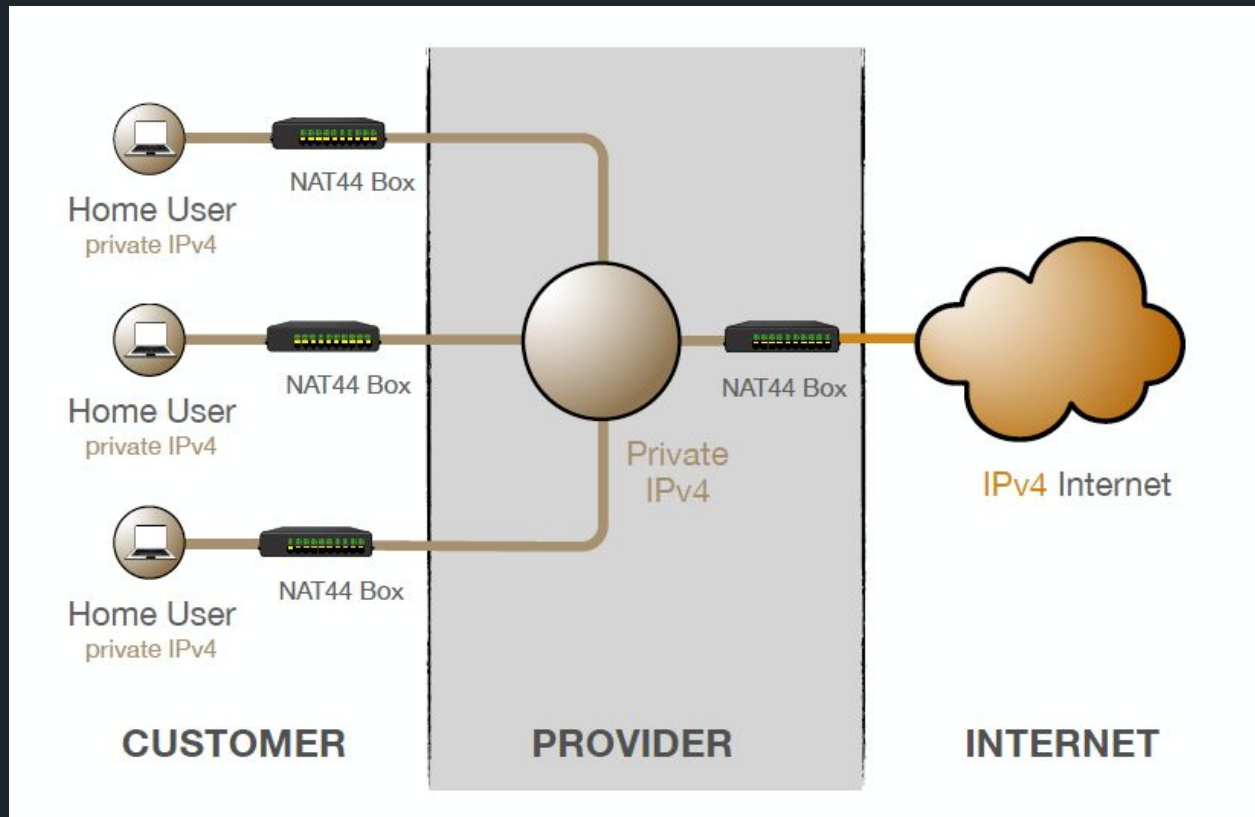 NAT44 Box
Home User
private IPv4
NAT44 Box
Home User
private IPv4
NAT44 Box
Home User
private IPv4
Private
IPv4
NAT44 Box
IPv4 Internet
CUSTOMER
PROVIDER
INTERNET